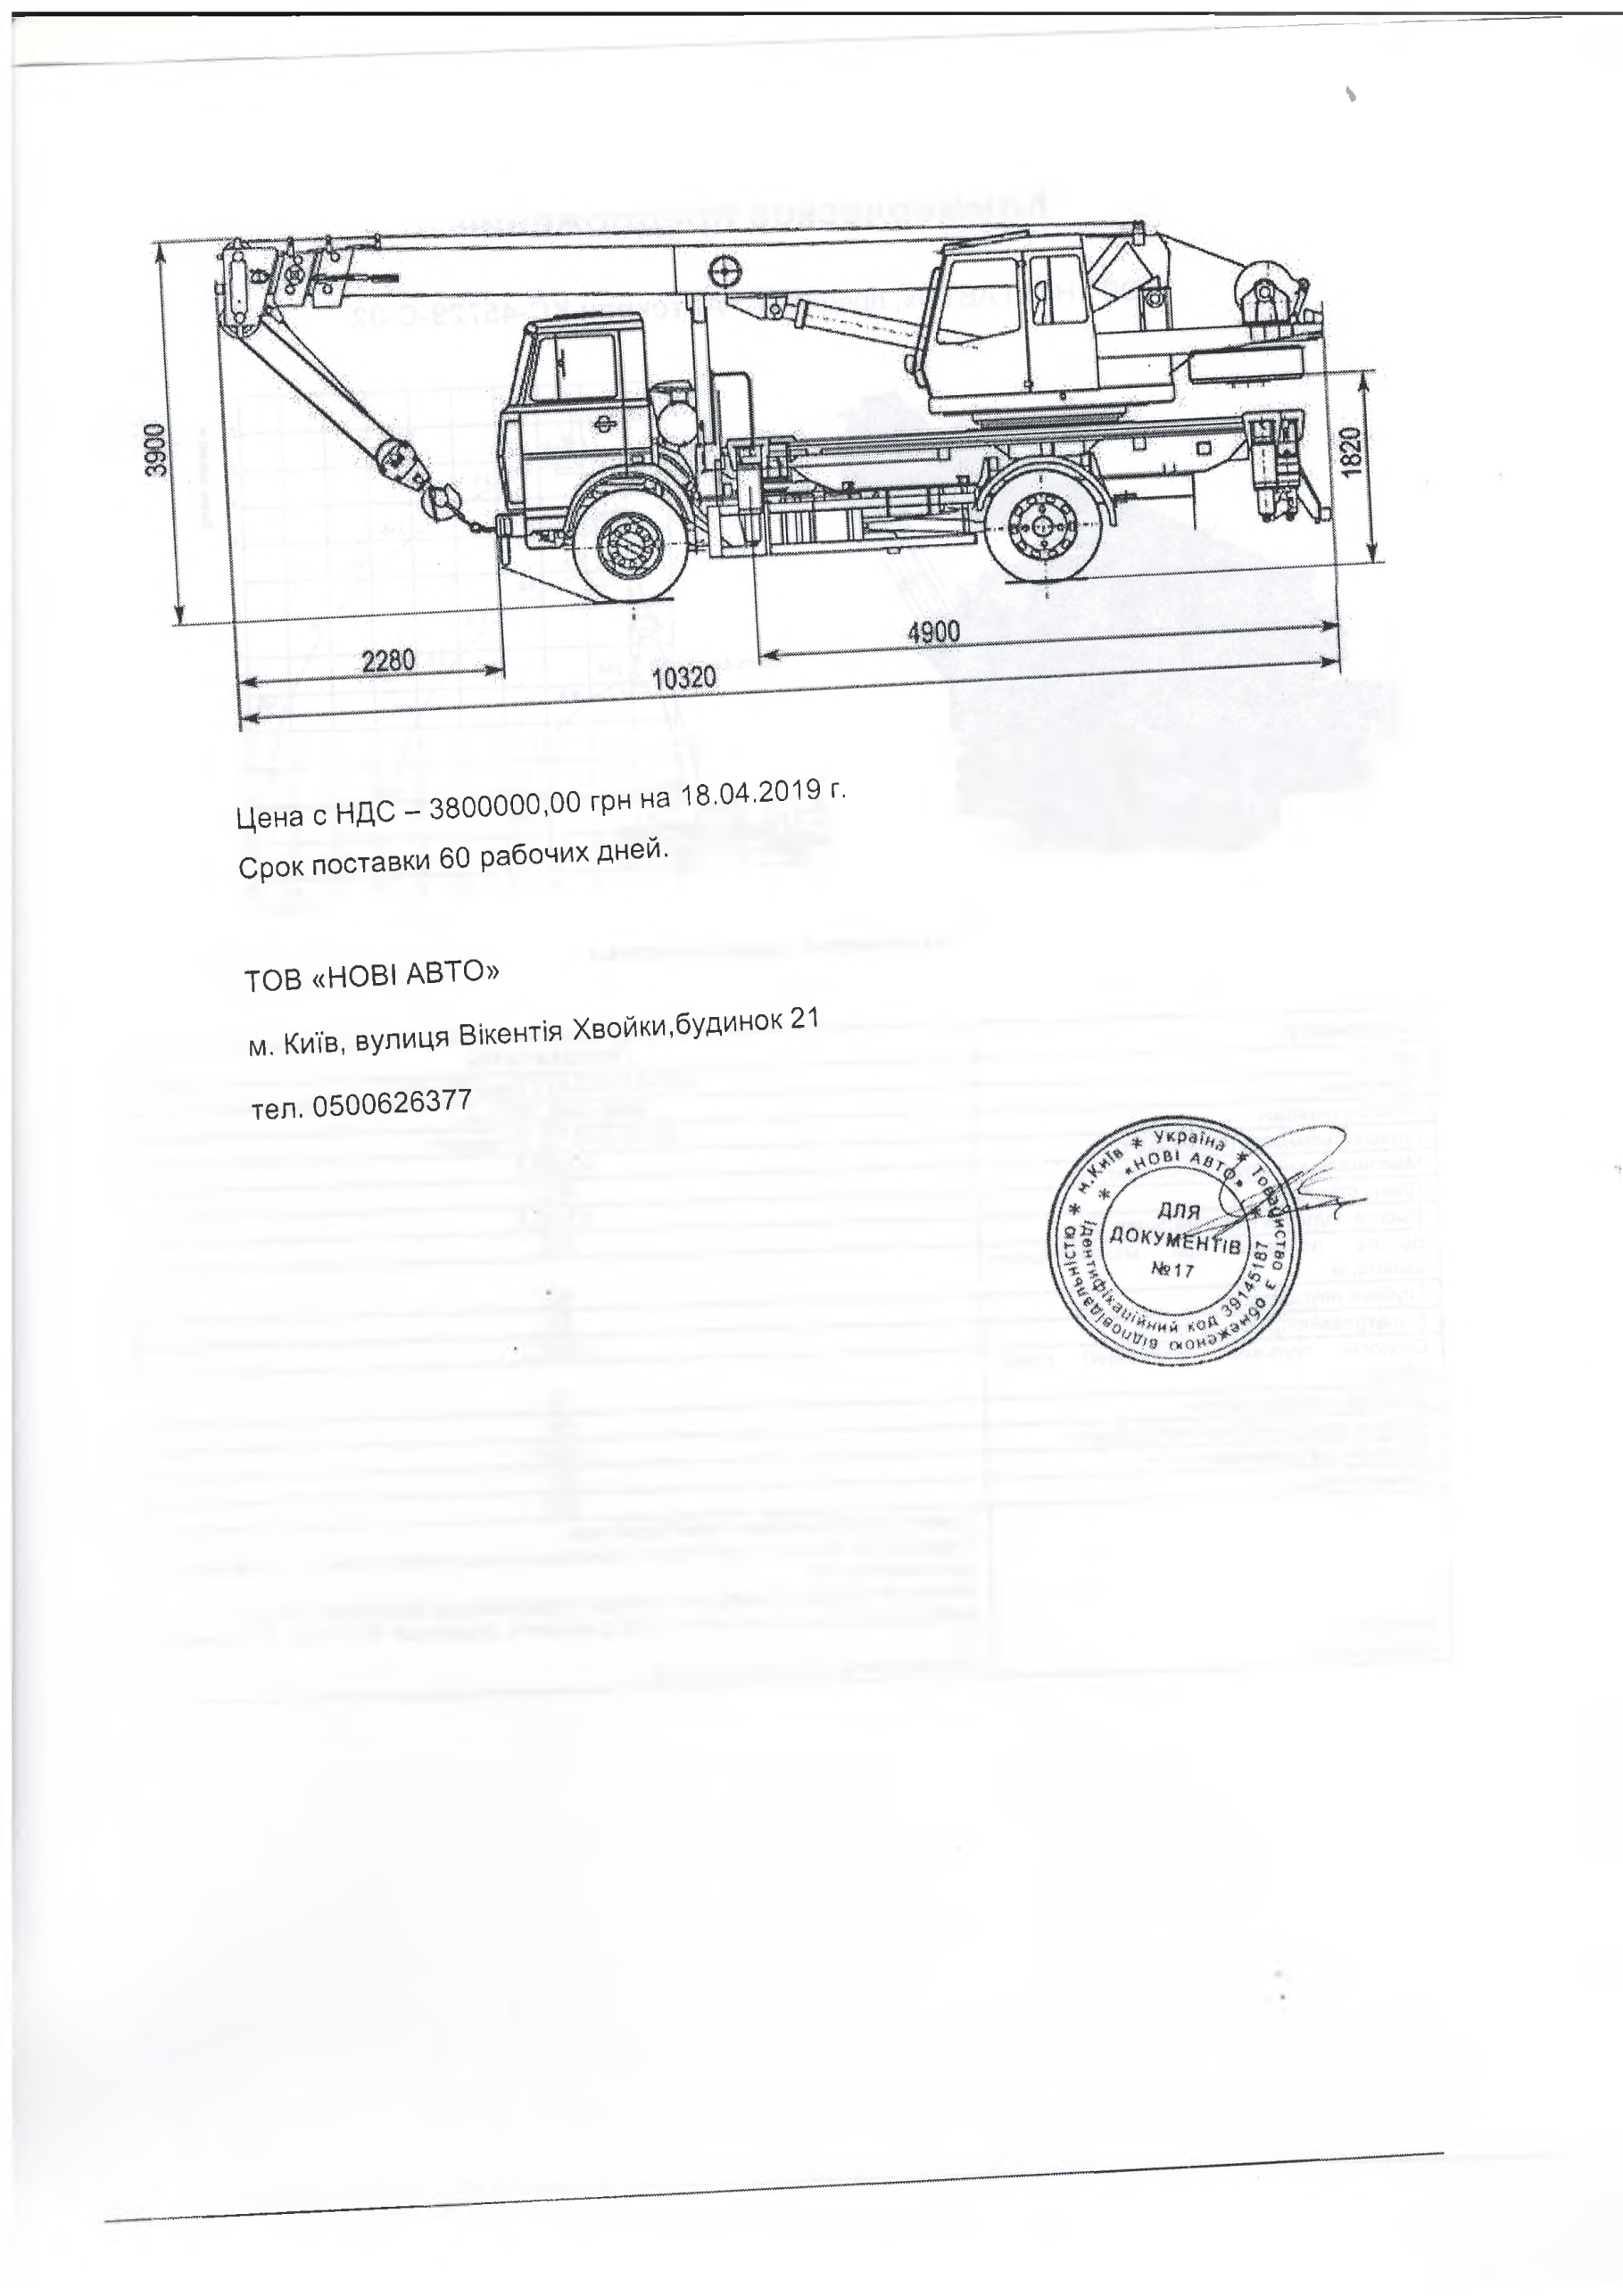 3900
1820
4900
2280
10320
Цена с НДС – 3800000,00 грн на 18.04.2019 г.
Срок поставки 60 рабочих дней.
ТОВ «НОВІ АВТО»
м. Київ, вулиця Вікентія Хвойки,будинок 21
тел. 0500626377
* м.Київ * Україна * Товариство з обмеженою відповідальністю
* «НОВІ АВТО» *
ідентифікаційний код 39145187
ДЛЯ
ДОКУМЕНТІВ
№17